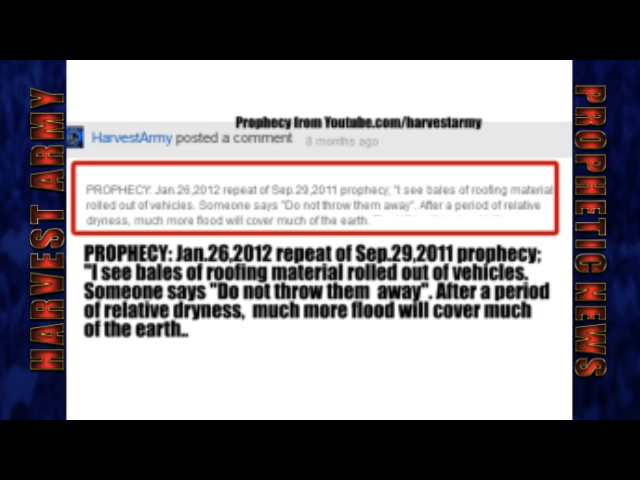 HARVEST ARMY
Prophecy from Youtube.com/harvestarmy
HarvestArmy posted a comment 8 months ago
PROPHECY: Jan.26,2012 repeat of Sep.29,2011 prophecy; "I see bales of roofing material
rolled out of vehicles. Someone says "Do not throw them away". After a period of relative
dryness, much more flood will cover much of the earth.
PROPHECY: Jan.26,2012 repeat of Sep.29,2011 prophecy;
"I see bales of roofing material rolled out of vehicles.
Someone says "Do not throw them away". After a period
of relative dryness, much more flood will cover much
of the earth..
PROPHETIC NEWS